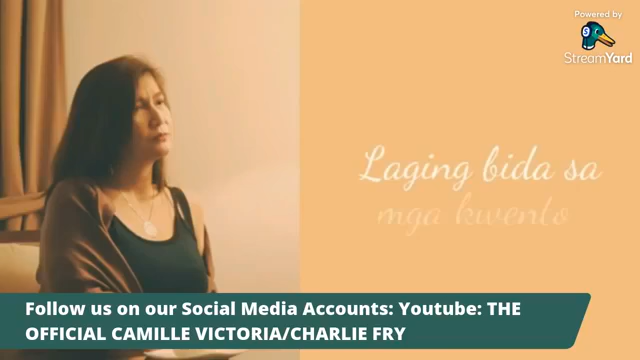 Powered by
StreamYard
Laging bida sa
mga kwento
Follow us on our Social Media Accounts: Youtube: THE
OFFICIAL CAMILLE VICTORIA/CHARLIE FRY